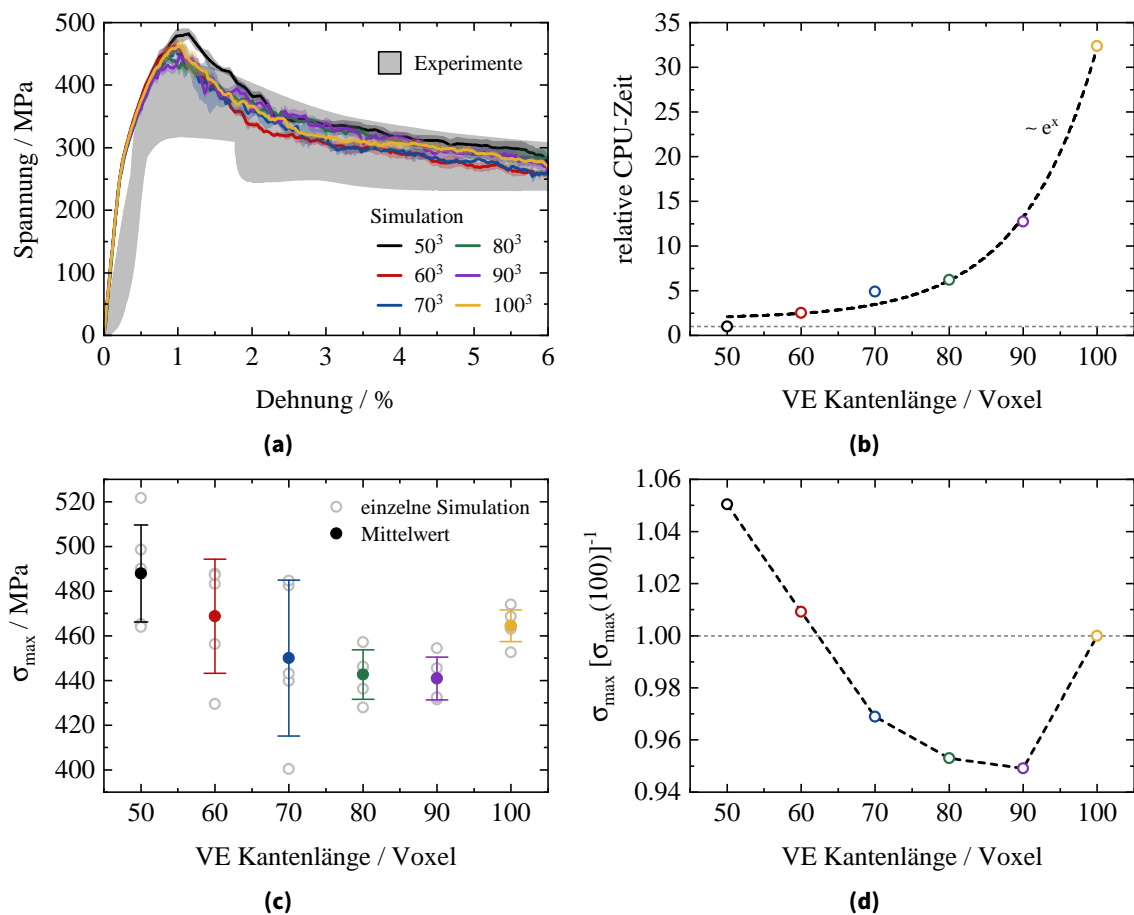 500
400
300
200
100
0
Spannung / MPa
Experimente
Simulation
50³ 80³
60³ 90³
70³ 100³
0 1 2 3 4 5 6
Dehnung / %
(a)
35
30
25
20
15
10
5
0
relative CPU-Zeit
~ eˣ
50 60 70 80 90 100
VE Kantenlänge / Voxel
(b)
520
500
480
460
440
420
400
σmax / MPa
einzelne Simulation
Mittelwert
50 60 70 80 90 100
VE Kantenlänge / Voxel
(c)
1.06
1.04
1.02
1.00
0.98
0.96
0.94
σmax [σmax(100)]⁻¹
50 60 70 80 90 100
VE Kantenlänge / Voxel
(d)